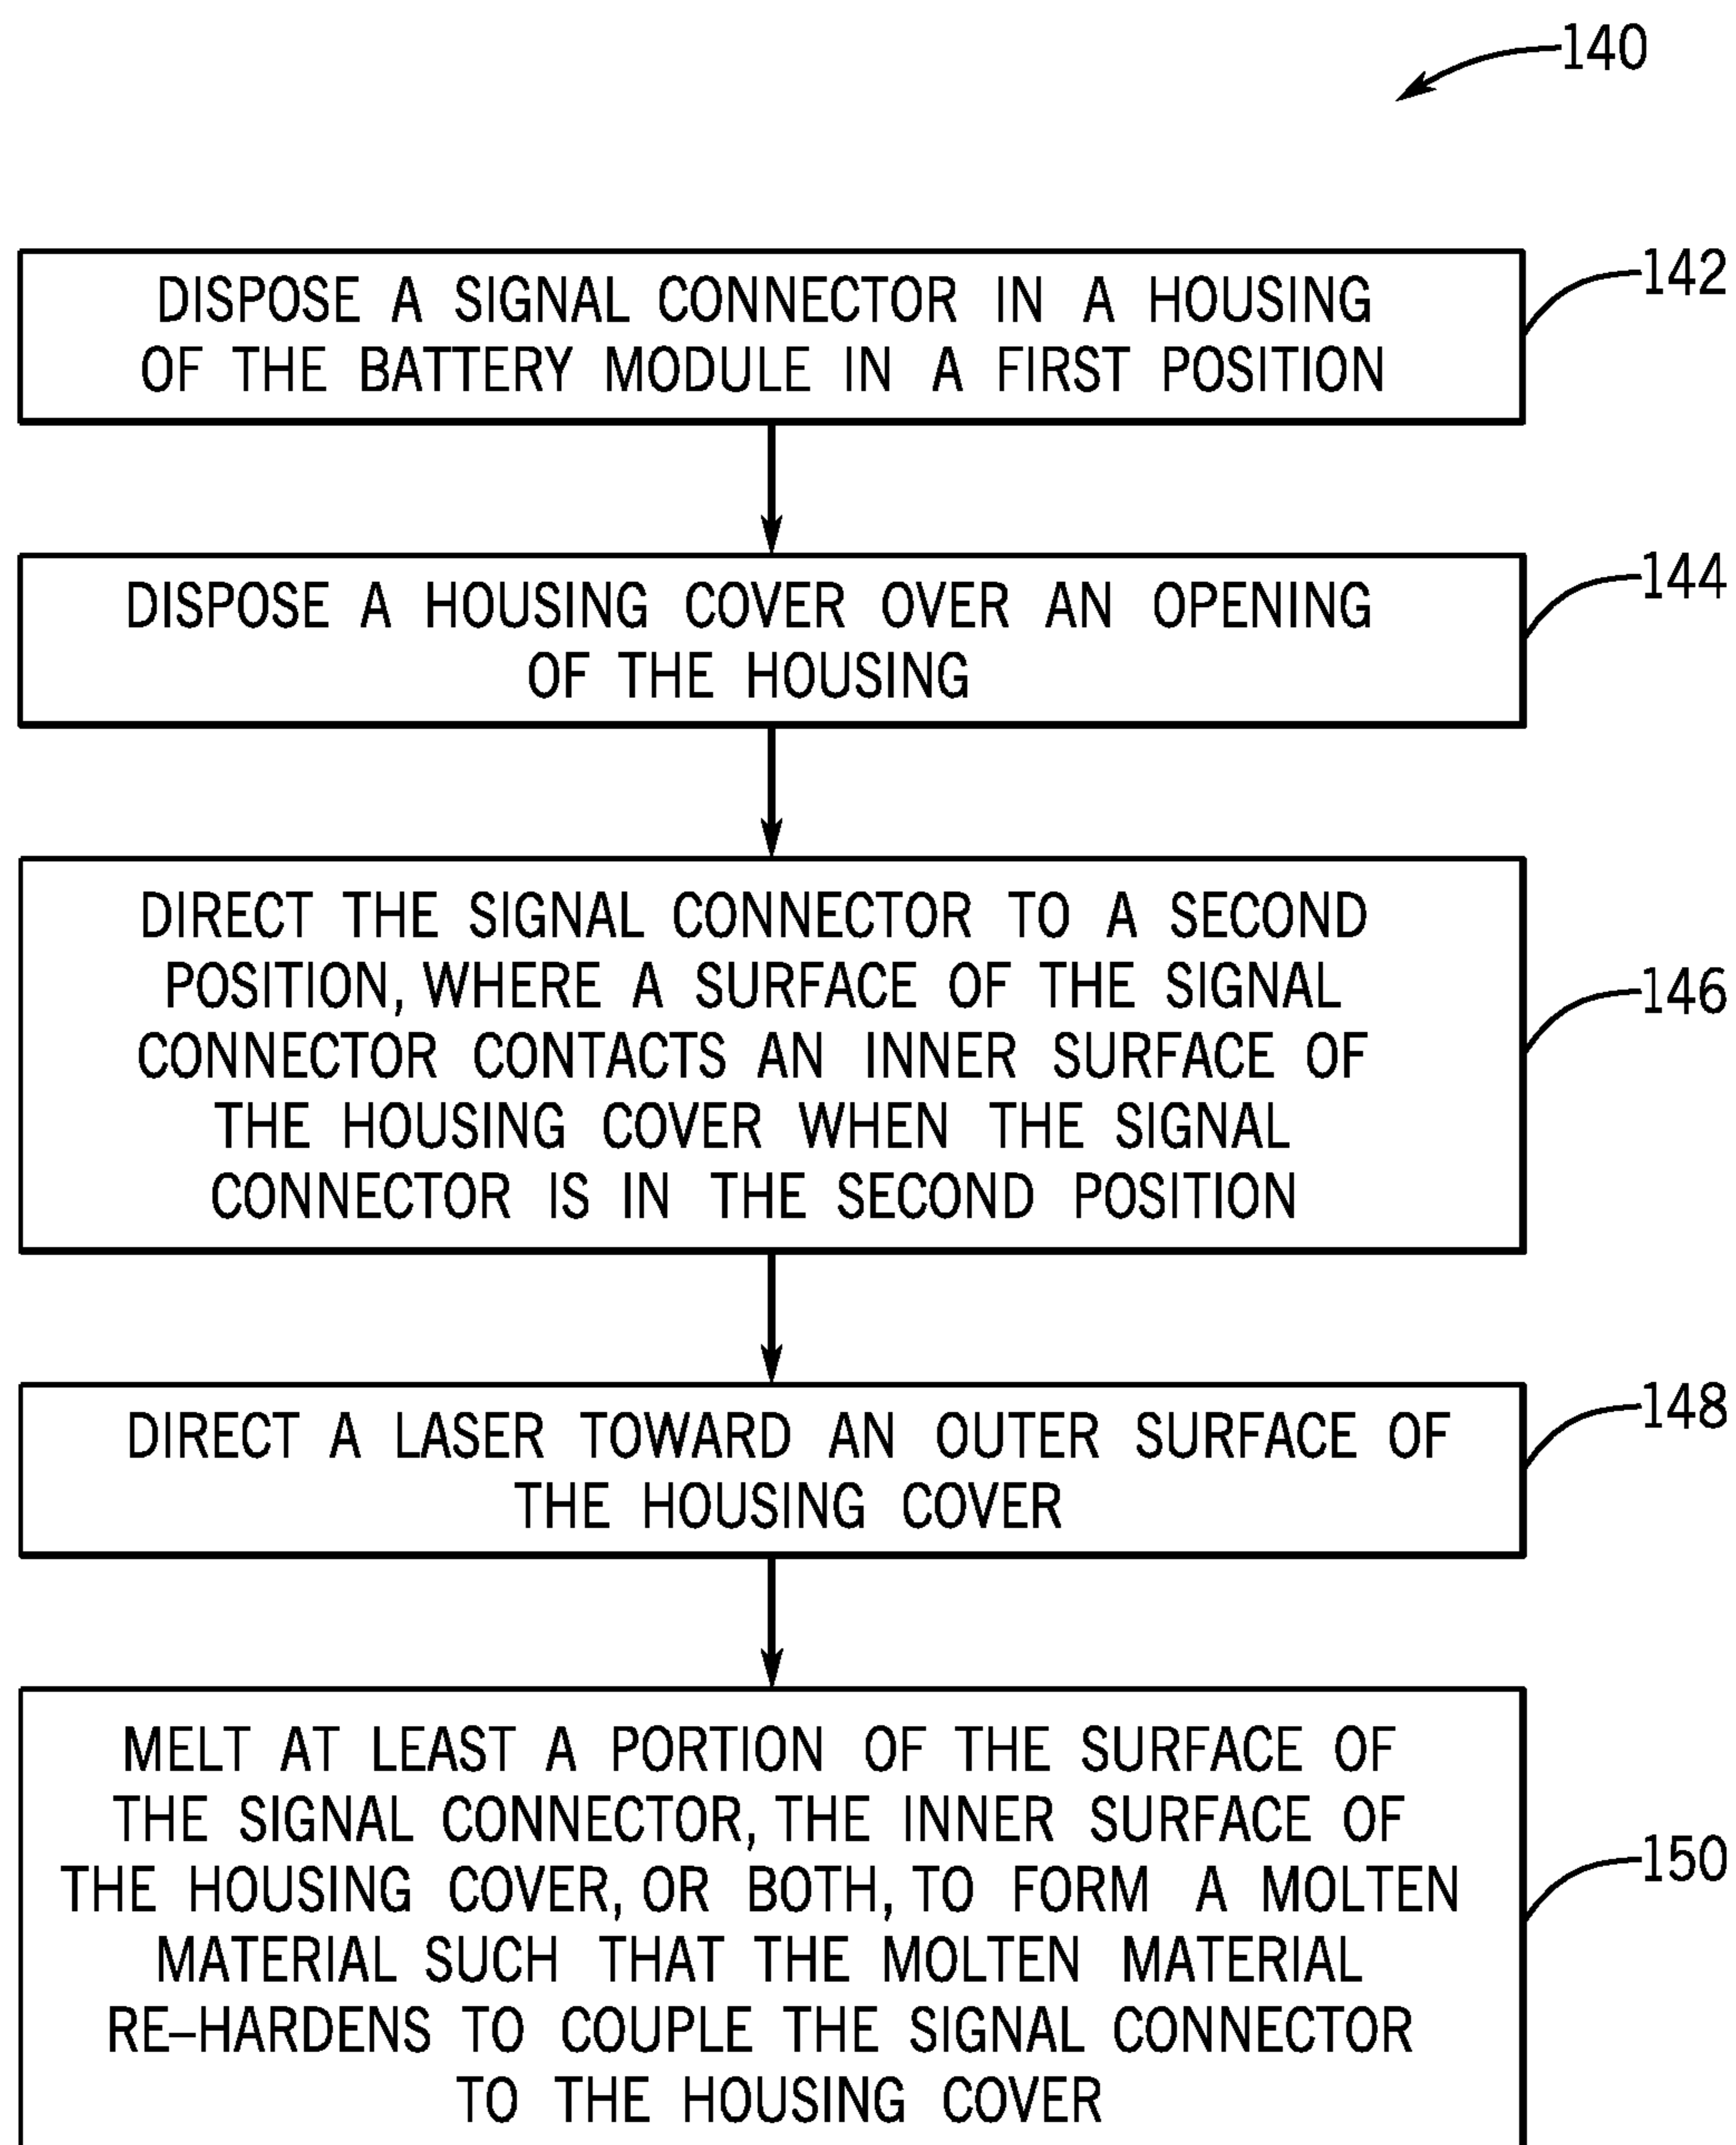 140
DISPOSE A SIGNAL CONNECTOR IN A HOUSING
OF THE BATTERY MODULE IN A FIRST POSITION
142
DISPOSE A HOUSING COVER OVER AN OPENING
OF THE HOUSING
144
DIRECT THE SIGNAL CONNECTOR TO A SECOND
POSITION, WHERE A SURFACE OF THE SIGNAL
CONNECTOR CONTACTS AN INNER SURFACE OF
THE HOUSING COVER WHEN THE SIGNAL
CONNECTOR IS IN THE SECOND POSITION
146
DIRECT A LASER TOWARD AN OUTER SURFACE OF
THE HOUSING COVER
148
MELT AT LEAST A PORTION OF THE SURFACE OF
THE SIGNAL CONNECTOR, THE INNER SURFACE OF
THE HOUSING COVER, OR BOTH, TO FORM A MOLTEN
MATERIAL SUCH THAT THE MOLTEN MATERIAL
RE-HARDENS TO COUPLE THE SIGNAL CONNECTOR
TO THE HOUSING COVER
150